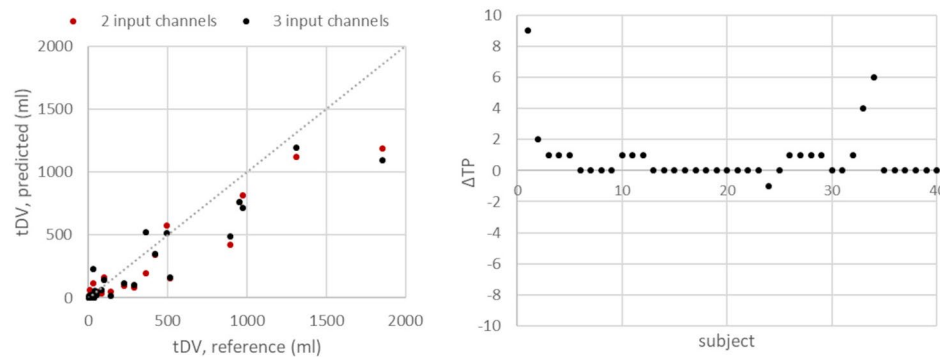 2 input channels 3 input channels
2000
1500
1000
500
0
0 500 1000 1500 2000
tDV, predicted (ml)
tDV, reference (ml)
10
8
6
4
2
0
-2
-4
-6
-8
-10
0 10 20 30 40
ΔTP
subject